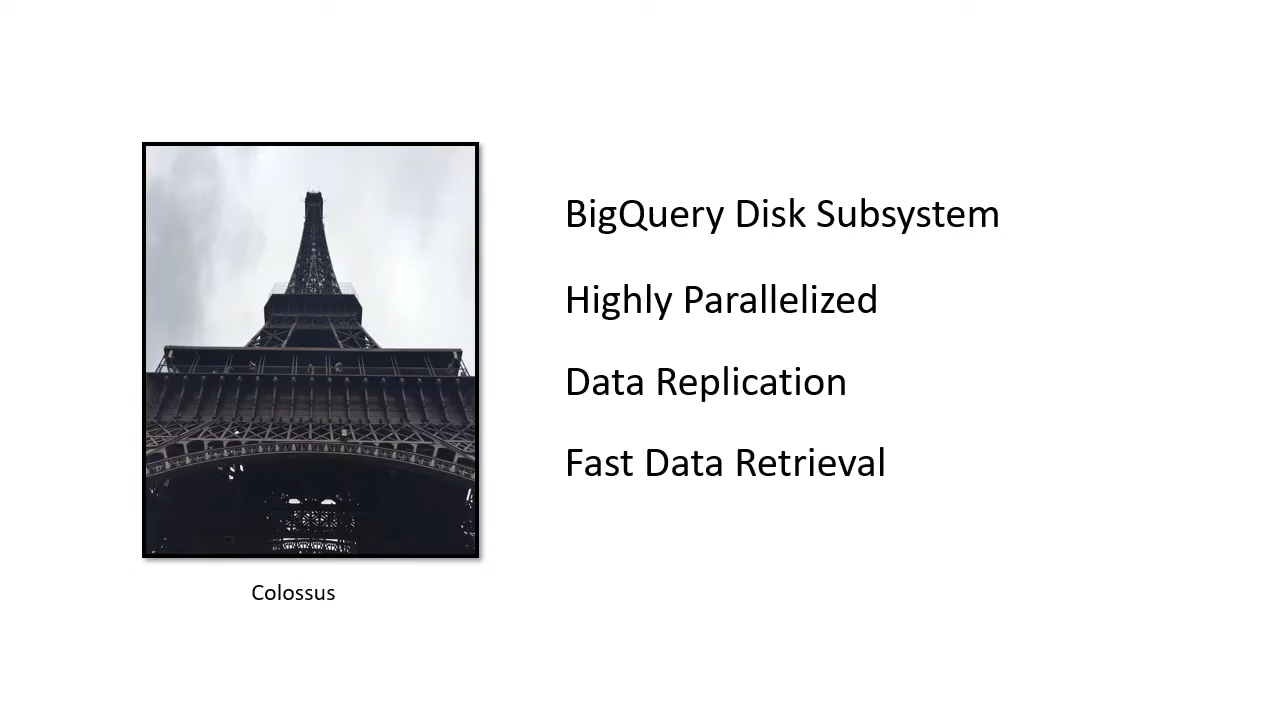 BigQuery Disk Subsystem
Highly Parallelized
Data Replication
Fast Data Retrieval
Colossus